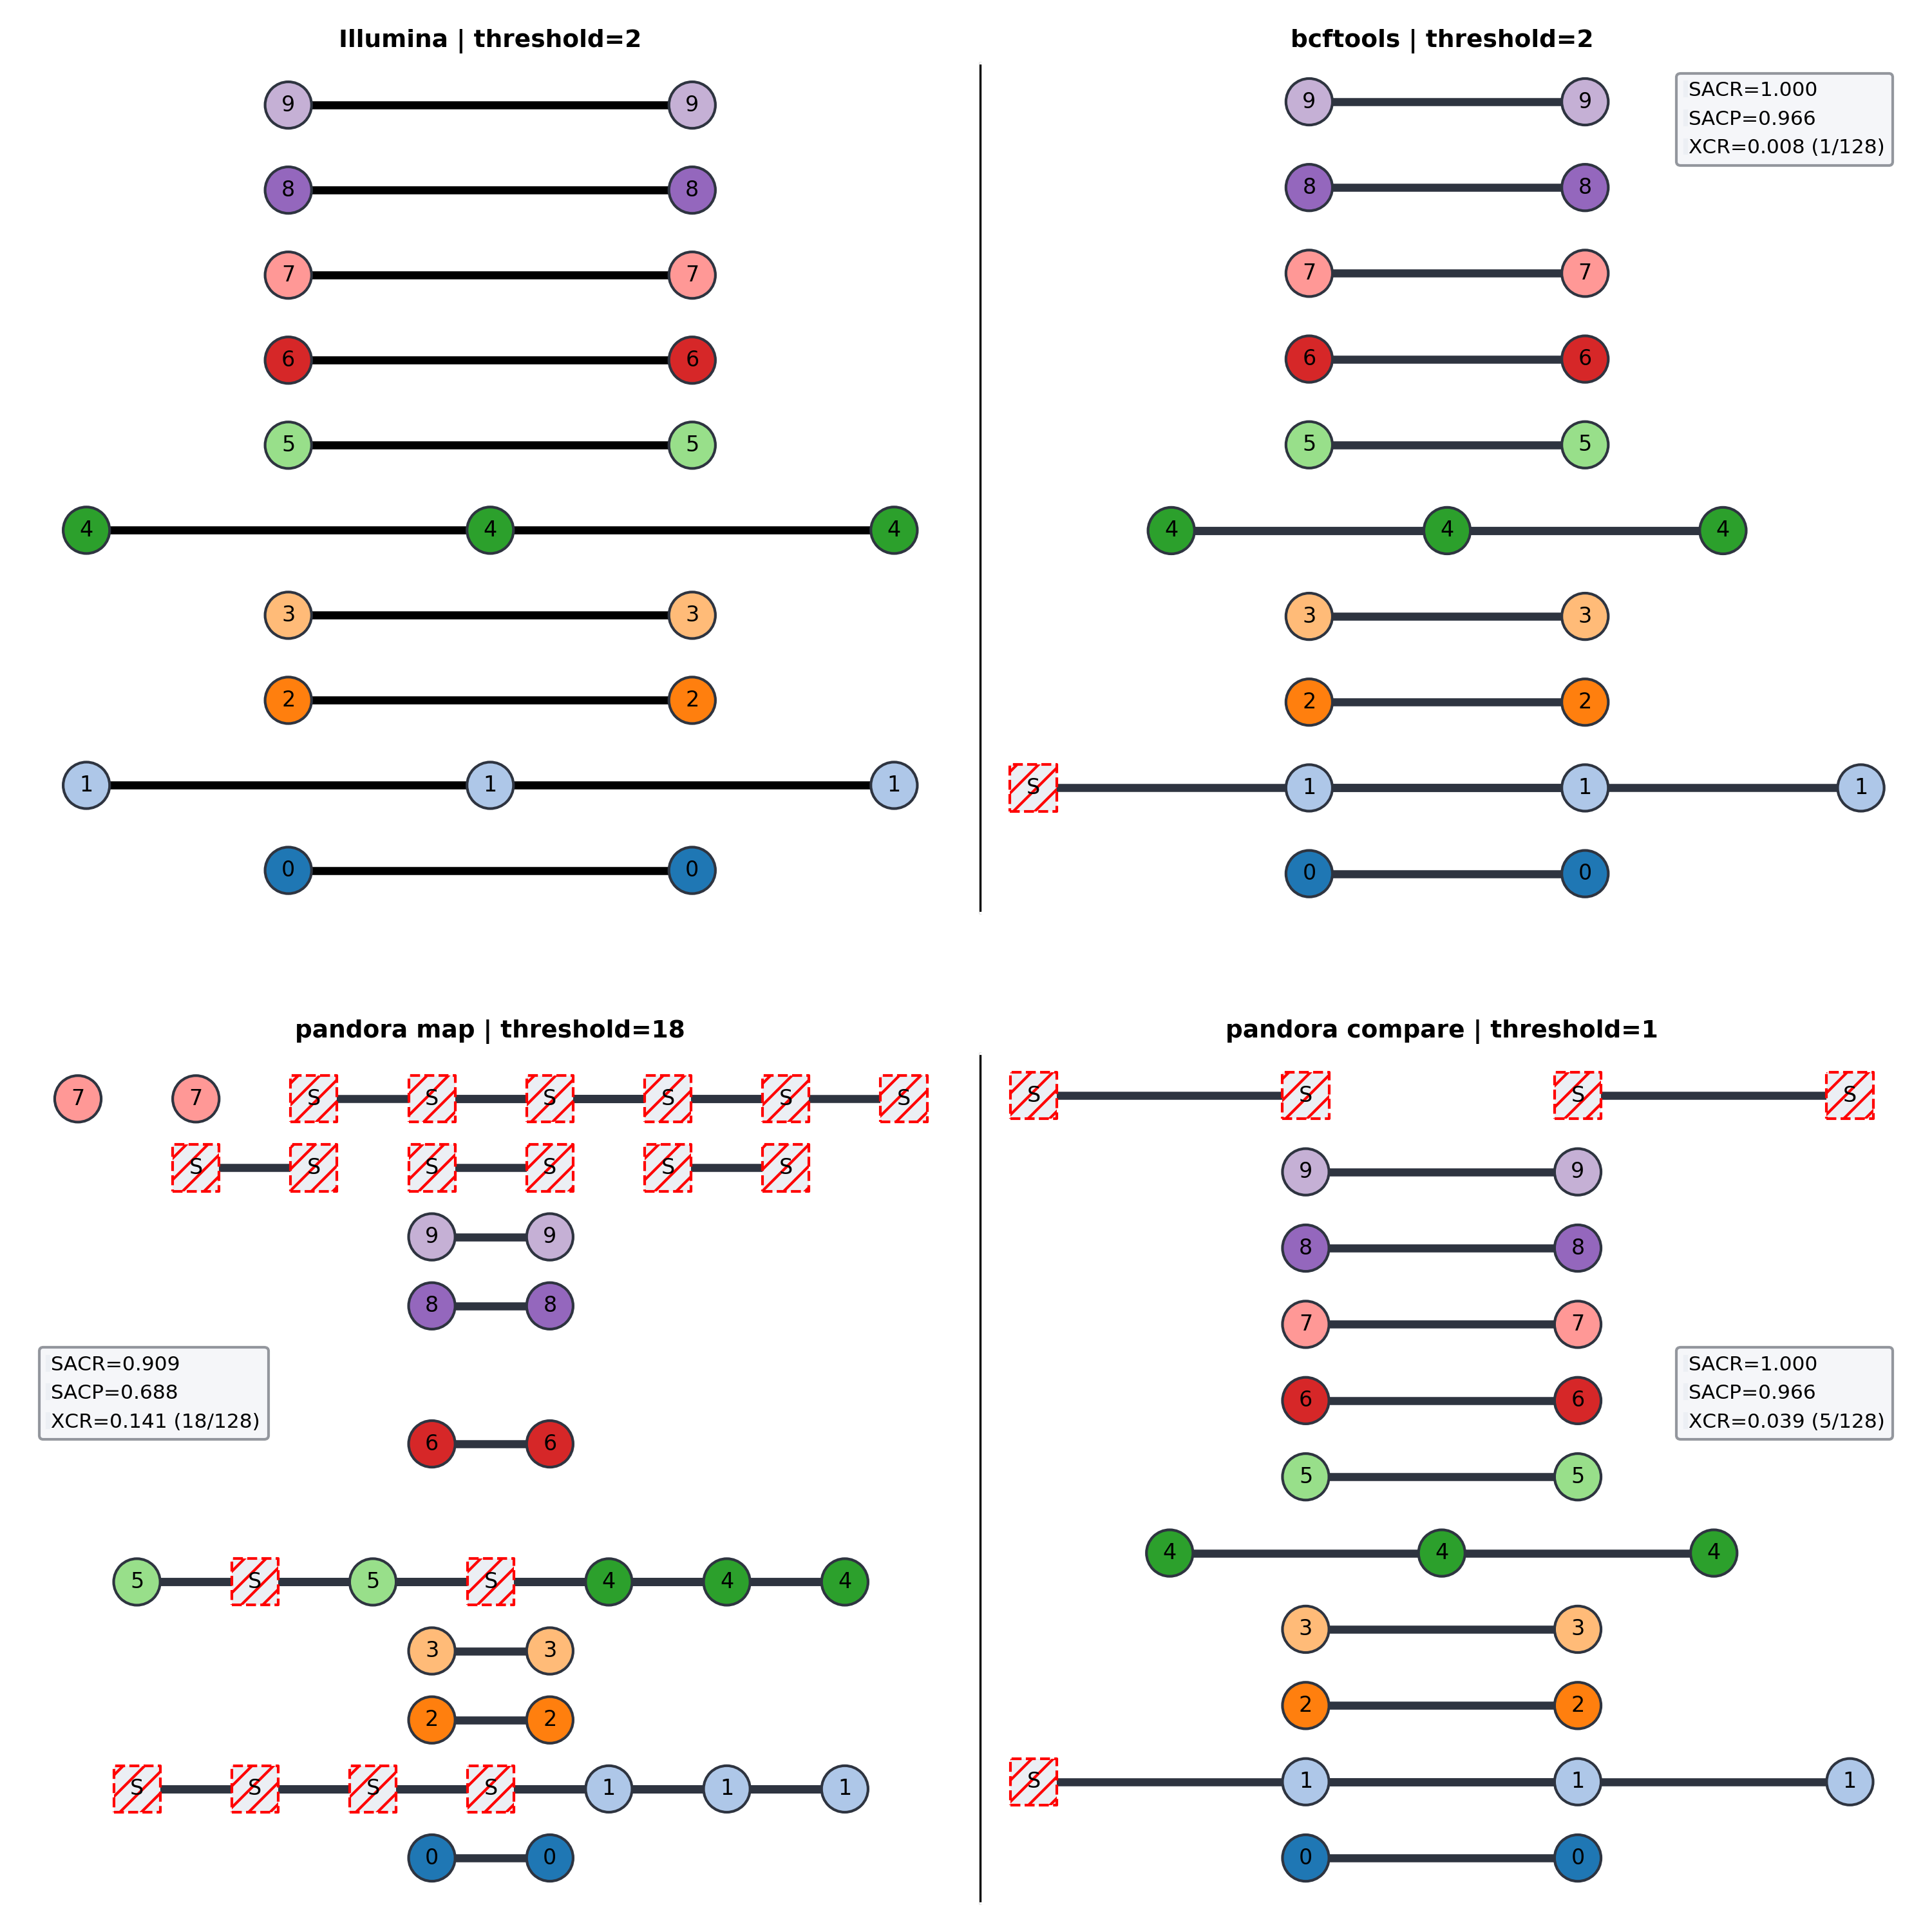 Illumina | threshold=2
9 9
8 8
7 7
6 6
5 5
4 4 4
3 3
2 2
1 1 1
0 0
bcftools | threshold=2
SACR=1.000
SACP=0.966
XCR=0.008 (1/128)
9 9
8 8
7 7
6 6
5 5
4 4 4
3 3
2 2
S 1 1 1
0 0
pandora map | threshold=18
7 7 S S S S S S
S S S S S S
9 9
8 8
SACR=0.909
SACP=0.688
XCR=0.141 (18/128)
6 6
5 S 5 S 4 4 4
3 3
2 2
S S S S 1 1 1
0 0
pandora compare | threshold=1
S S S S
9 9
8 8
7 7
SACR=1.000
SACP=0.966
XCR=0.039 (5/128)
6 6
5 5
4 4 4
3 3
2 2
S 1 1 1
0 0